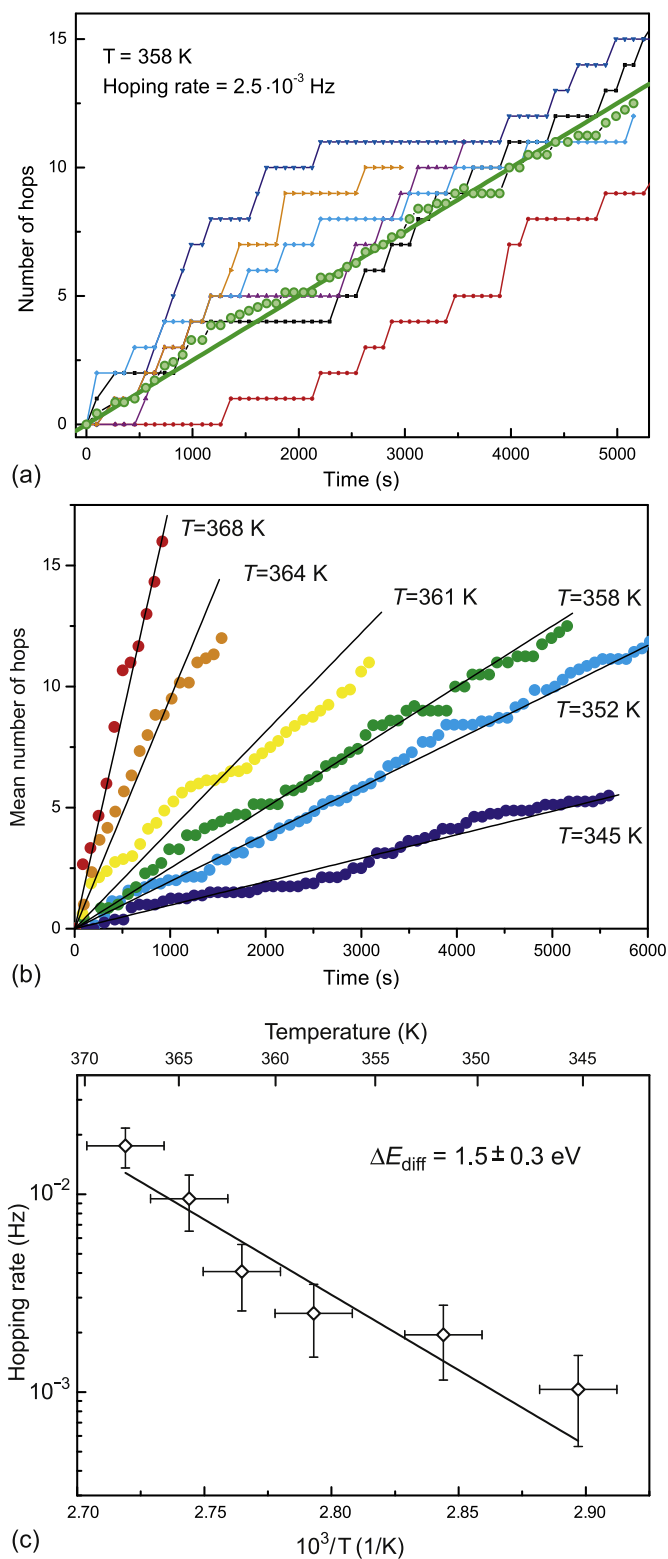 T = 358 K
Hoping rate = 2.5·10⁻³ Hz
15
10
5
0
Number of hops
0 1000 2000 3000 4000 5000
Time (s)
(a)
T=368 K
T=364 K
T=361 K
T=358 K
T=352 K
T=345 K
15
10
5
0
Mean number of hops
0 1000 2000 3000 4000 5000 6000
Time (s)
(b)
Temperature (K)
370 365 360 355 350 345
ΔE_diff = 1.5 ± 0.3 eV
10⁻²
10⁻³
Hopping rate (Hz)
2.70 2.75 2.80 2.85 2.90
10³/T (1/K)
(c)